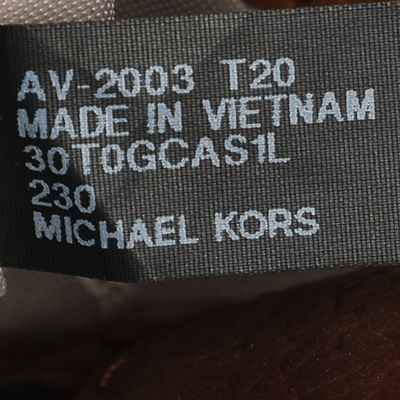 AV-2003 T20
MADE IN VIETNAM
30T0GCAS1L
230
MICHAEL KORS